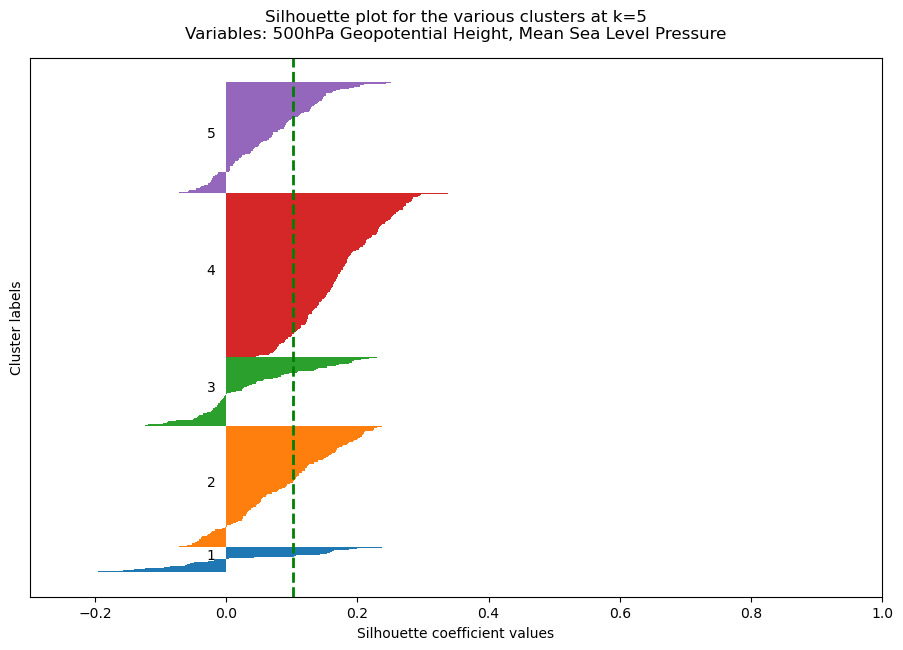 Silhouette plot for the various clusters at k=5
Variables: 500hPa Geopotential Height, Mean Sea Level Pressure
Cluster labels
5
4
3
2
1
−0.2 0.0 0.2 0.4 0.6 0.8 1.0
Silhouette coefficient values